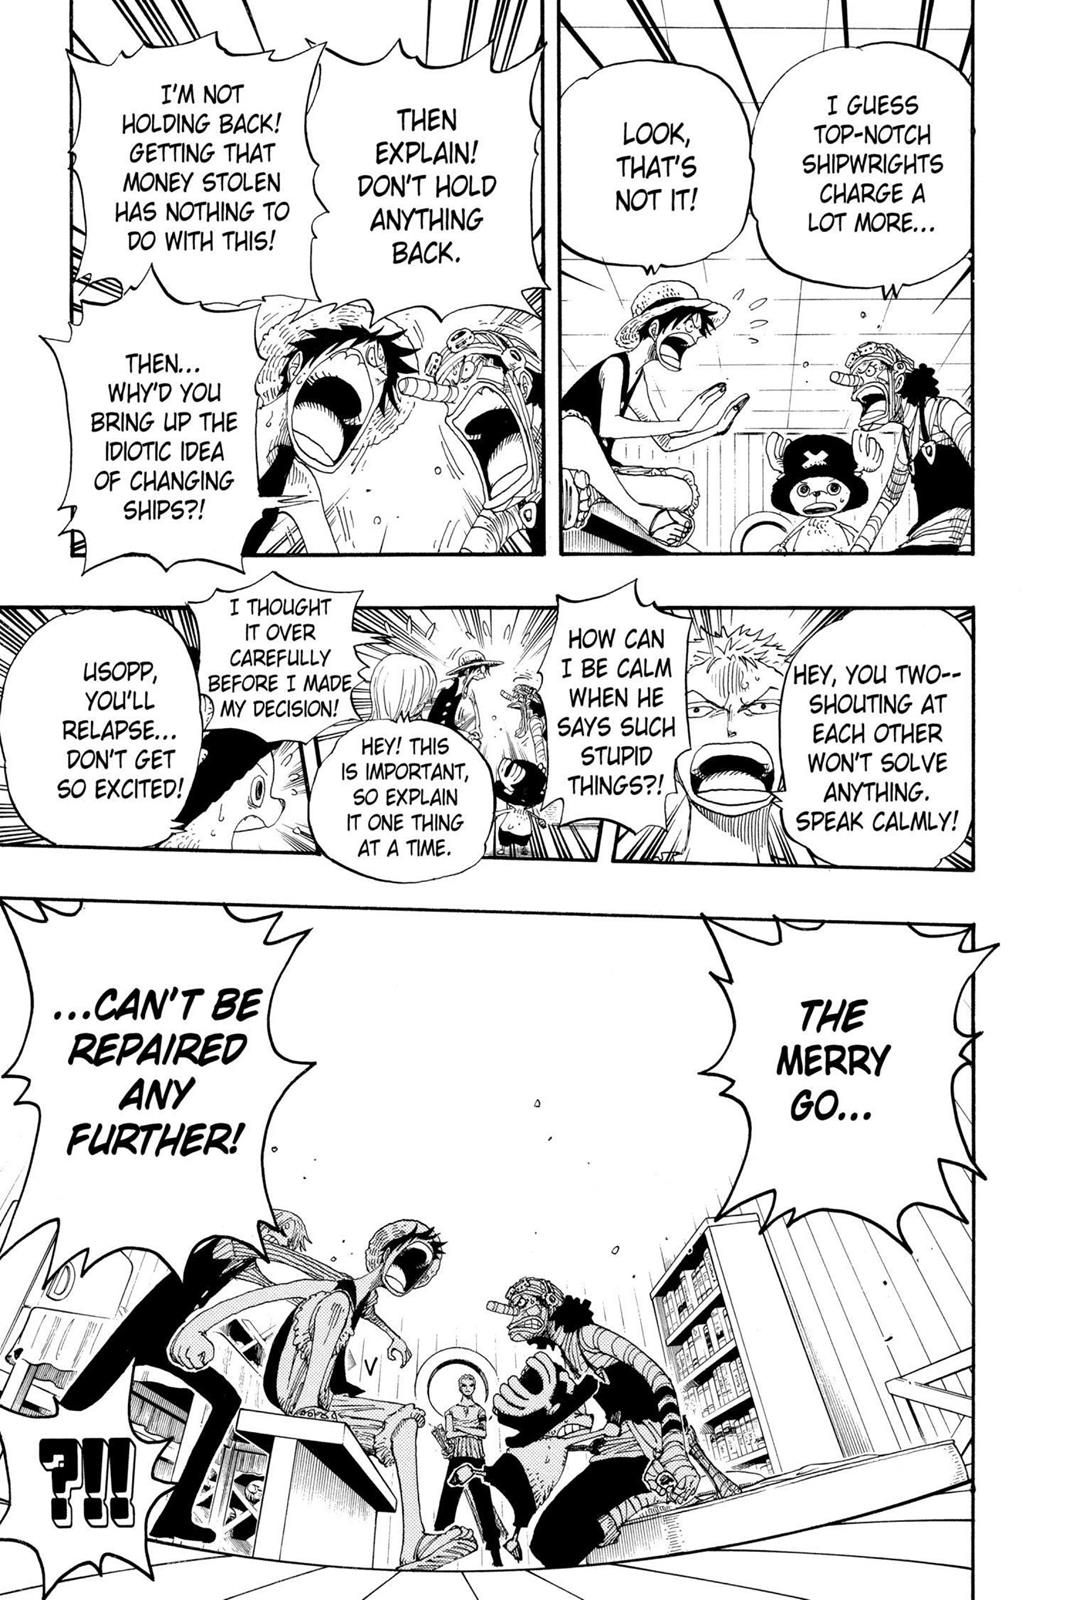 I GUESS
TOP-NOTCH
SHIPWRIGHTS
CHARGE A
LOT MORE...
LOOK,
THAT'S
NOT IT!
THEN
EXPLAIN!
DON'T HOLD
ANYTHING
BACK.
I'M NOT
HOLDING BACK!
GETTING THAT
MONEY STOLEN
HAS NOTHING TO
DO WITH THIS!
THEN...
WHY'D YOU
BRING UP THE
IDIOTIC IDEA
OF CHANGING
SHIPS?!
HEY, YOU TWO--
SHOUTING AT
EACH OTHER
WON'T SOLVE
ANYTHING.
SPEAK CALMLY!
HOW CAN
I BE CALM
WHEN HE
SAYS SUCH
STUPID
THINGS?!
I THOUGHT
IT OVER
CAREFULLY
BEFORE I MADE
MY DECISION!
HEY! THIS
IS IMPORTANT,
SO EXPLAIN
IT ONE THING
AT A TIME.
USOPP,
YOU'LL
RELAPSE...
DON'T GET
SO EXCITED!
THE
MERRY
GO...
...CAN'T BE
REPAIRED
ANY
FURTHER!
?!!